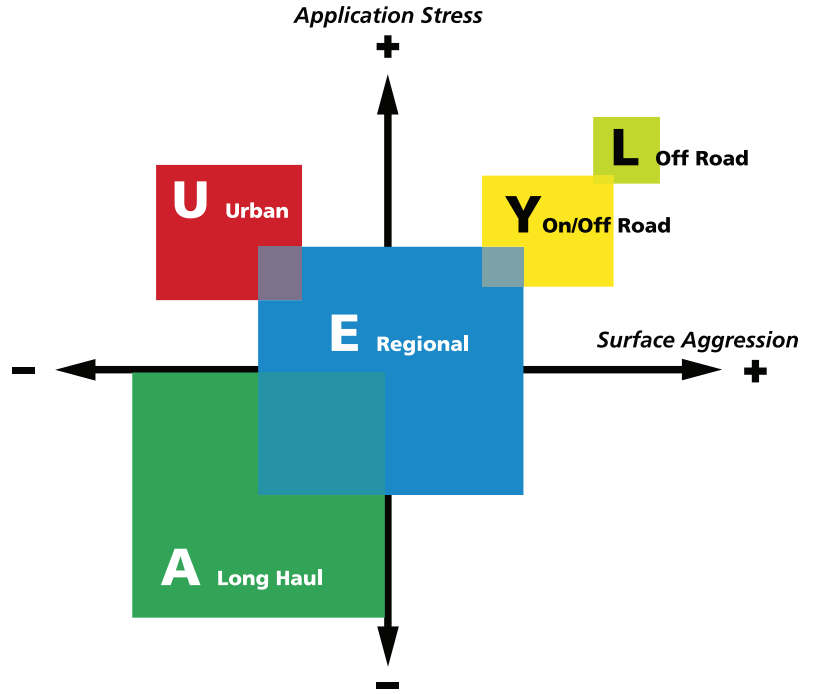 Application Stress
+
L Off Road
U Urban
Y On/Off Road
E Regional
Surface Aggression
- +
A Long Haul
-